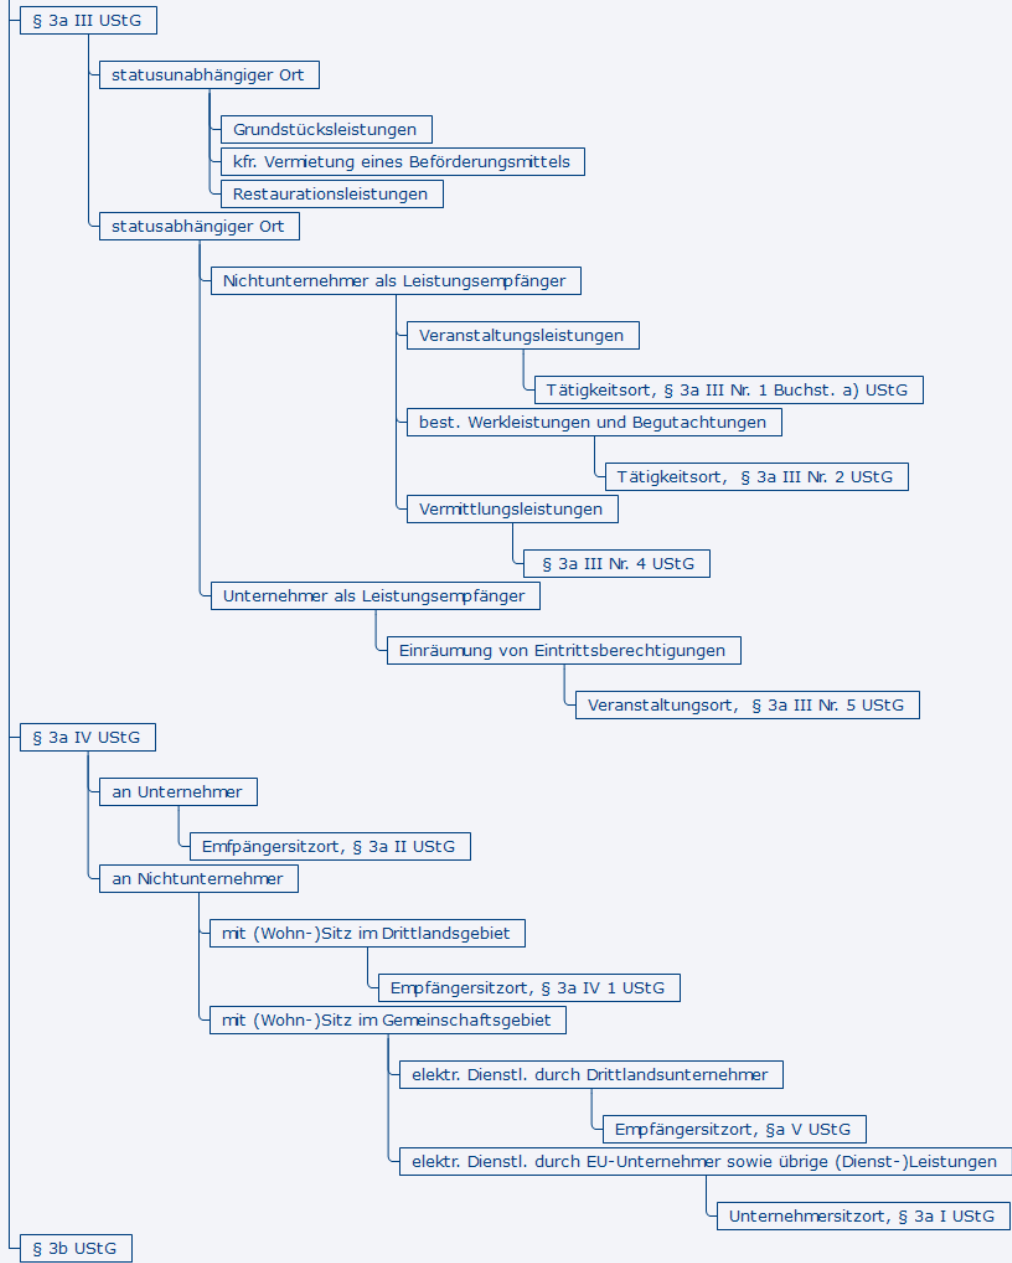 § 3a III UStG
statusunabhängiger Ort
Grundstücksleistungen
kfr. Vermietung eines Beförderungsmittels
Restaurationsleistungen
statusabhängiger Ort
Nichtunternehmer als Leistungsempfänger
Veranstaltungsleistungen
Tätigkeitsort, § 3a III Nr. 1 Buchst. a) UStG
best. Werkleistungen und Begutachtungen
Tätigkeitsort, § 3a III Nr. 2 UStG
Vermittlungsleistungen
§ 3a III Nr. 4 UStG
Unternehmer als Leistungsempfänger
Einräumung von Eintrittsberechtigungen
Veranstaltungsort, § 3a III Nr. 5 UStG
§ 3a IV UStG
an Unternehmer
Emfpängersitzort, § 3a II UStG
an Nichtunternehmer
mit (Wohn-)Sitz im Drittlandsgebiet
Empfängersitzort, § 3a IV 1 UStG
mit (Wohn-)Sitz im Gemeinschaftsgebiet
elektr. Dienstl. durch Drittlandsunternehmer
Empfängersitzort, §a V UStG
elektr. Dienstl. durch EU-Unternehmer sowie übrige (Dienst-)Leistungen
Unternehmersitzort, § 3a I UStG
§ 3b UStG